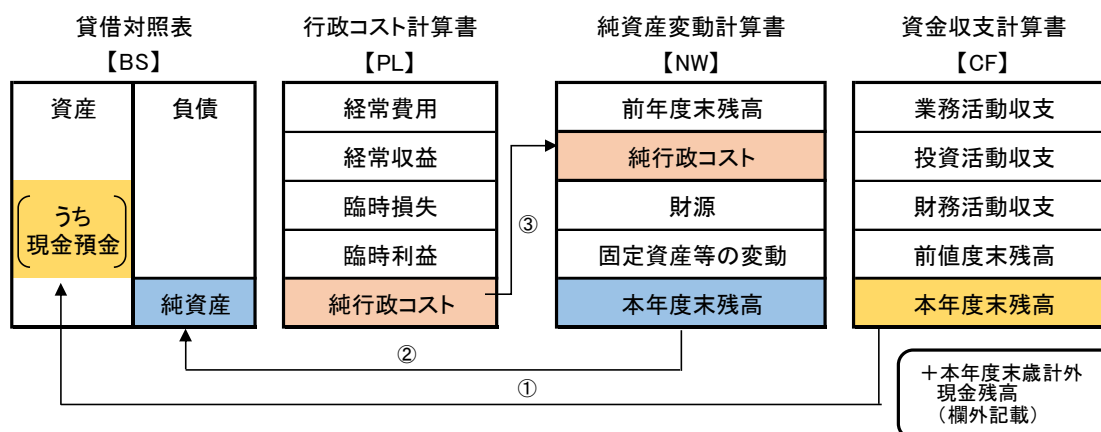 貸借対照表
【BS】
資産
負債
うち
現金預金
純資産
行政コスト計算書
【PL】
経常費用
経常収益
臨時損失
臨時利益
純行政コスト
③
純資産変動計算書
【NW】
前年度末残高
純行政コスト
財源
固定資産等の変動
本年度末残高
資金収支計算書
【CF】
業務活動収支
投資活動収支
財務活動収支
前値度末残高
本年度末残高
②
①
＋本年度末歳計外
現金残高
（欄外記載）